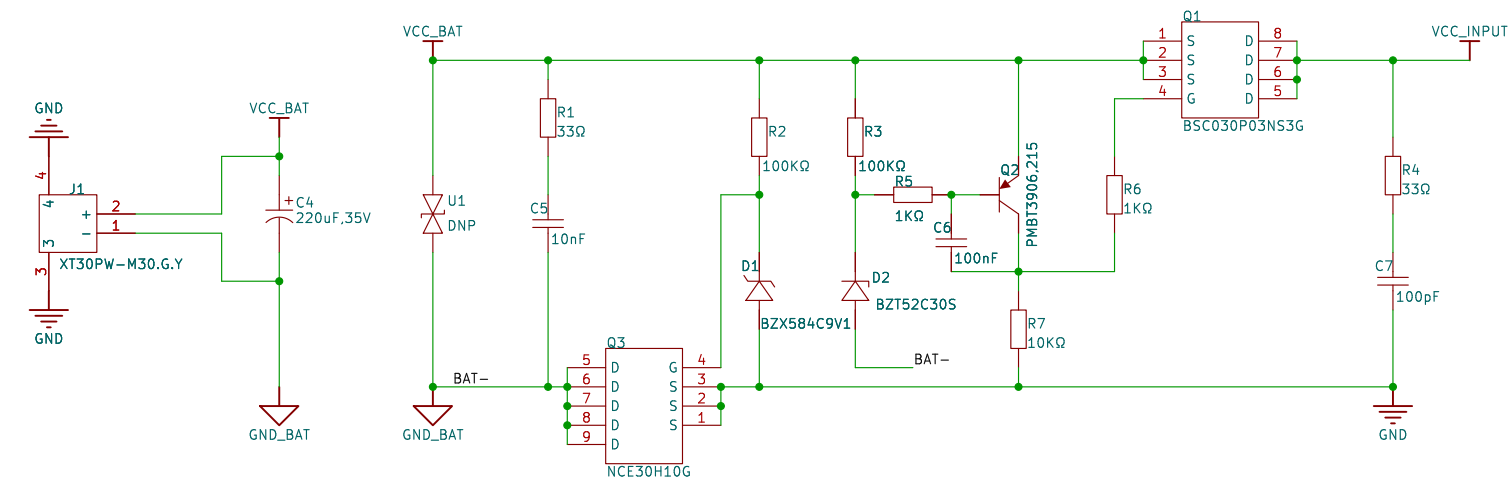 GND
4
J1
4
+
2
−
1
3
XT30PW−M30.G.Y
3
GND
VCC_BAT
+
C4
220uF,35V
GND_BAT
VCC_BAT
U1
DNP
BAT−
GND_BAT
R1
33Ω
C5
10nF
Q3
5 D G 4
6 D S 3
7 D S 2
8 D S 1
9 D
NCE30H10G
R2
100KΩ
D1
BZX584C9V1
R3
100KΩ
R5
1KΩ
D2
BZT52C30S
BAT−
C6
100nF
Q2
PMBT3906,215
R7
10KΩ
R6
1KΩ
Q1
1 S D 8
2 S D 7
3 S D 6
4 G D 5
BSC030P03NS3G
VCC_INPUT
R4
33Ω
C7
100pF
GND